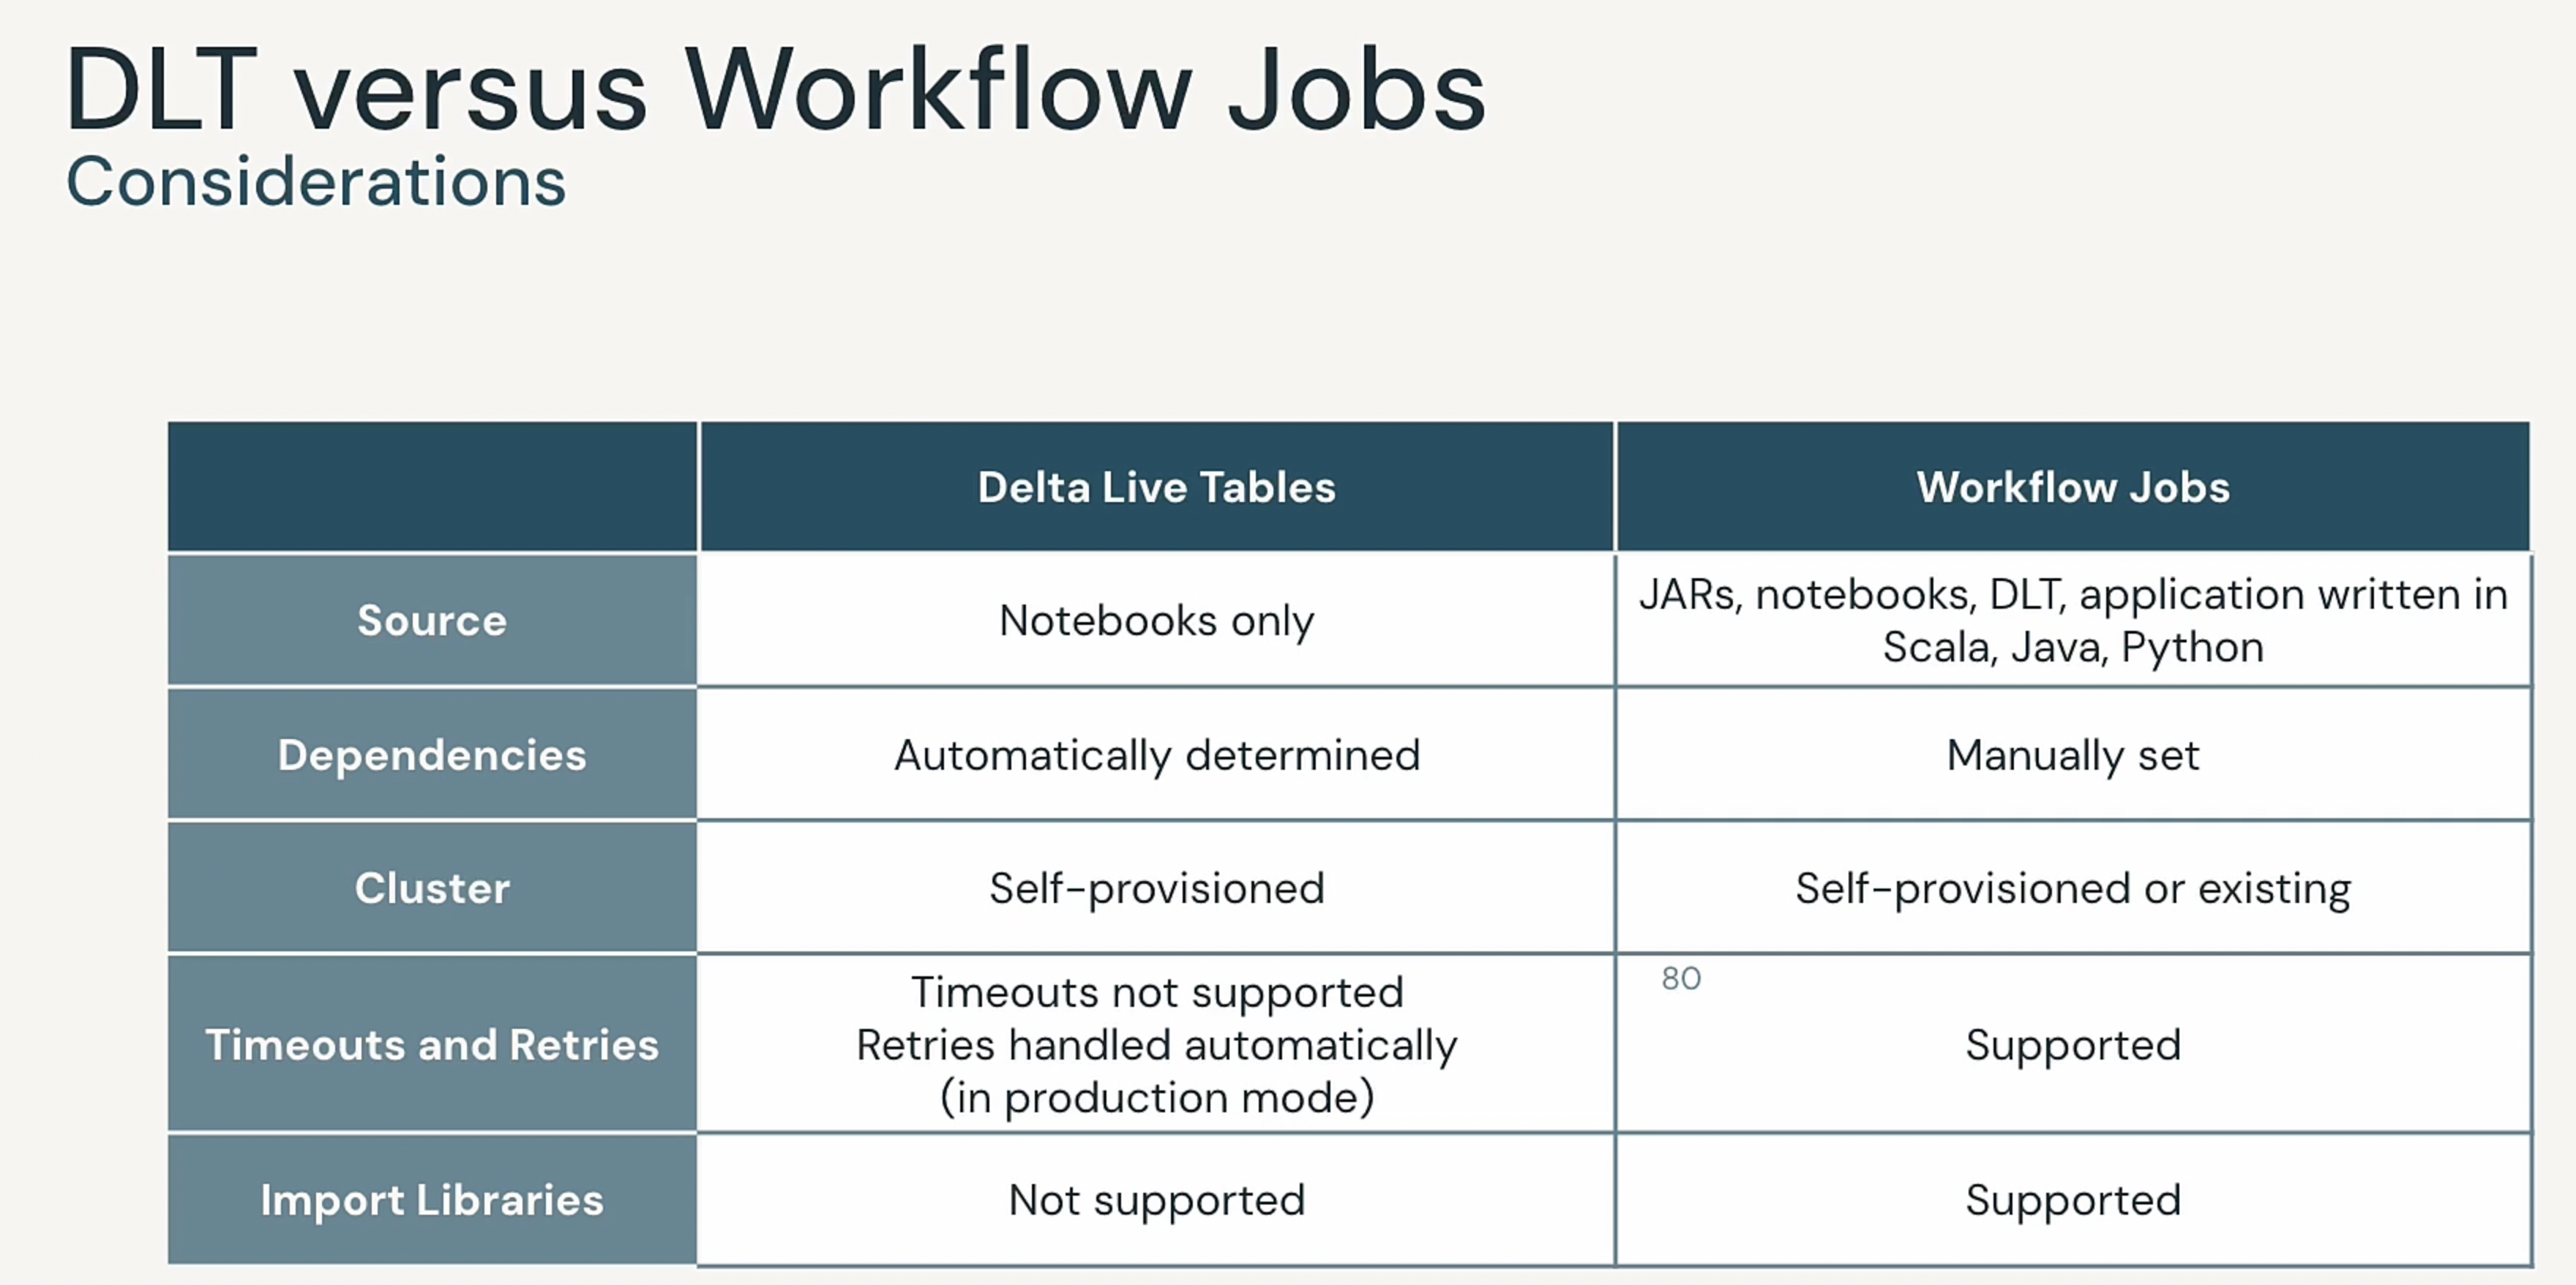 DLT versus Workflow Jobs
Considerations
Delta Live Tables
Workflow Jobs
Source
Notebooks only
JARs, notebooks, DLT, application written in
Scala, Java, Python
Dependencies
Automatically determined
Manually set
Cluster
Self-provisioned
Self-provisioned or existing
Timeouts and Retries
Timeouts not supported
Retries handled automatically
(in production mode)
80
Supported
Import Libraries
Not supported
Supported